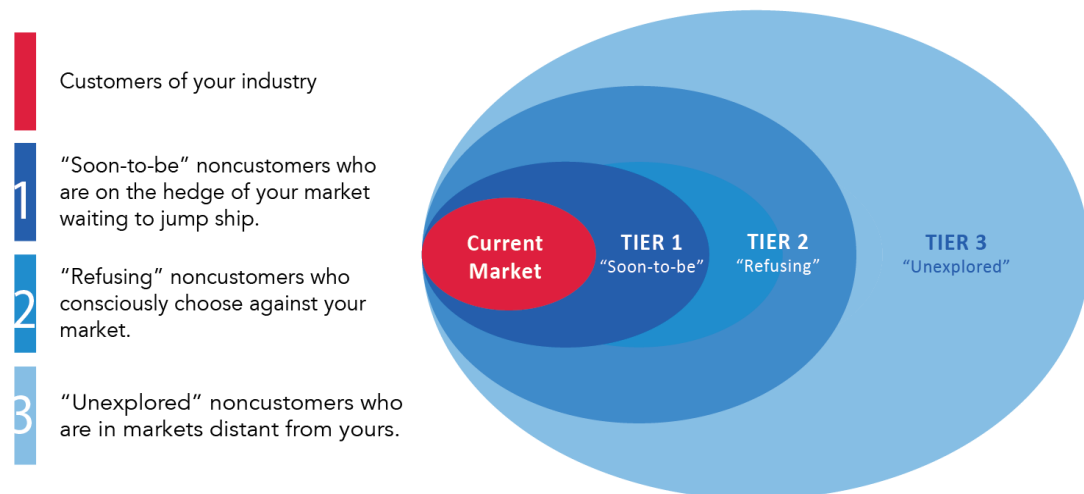 Customers of your industry
1
“Soon-to-be” noncustomers who
are on the hedge of your market
waiting to jump ship.
2
“Refusing” noncustomers who
consciously choose against your
market.
3
“Unexplored” noncustomers who
are in markets distant from yours.
Current
Market
TIER 1
“Soon-to-be”
TIER 2
“Refusing”
TIER 3
“Unexplored”